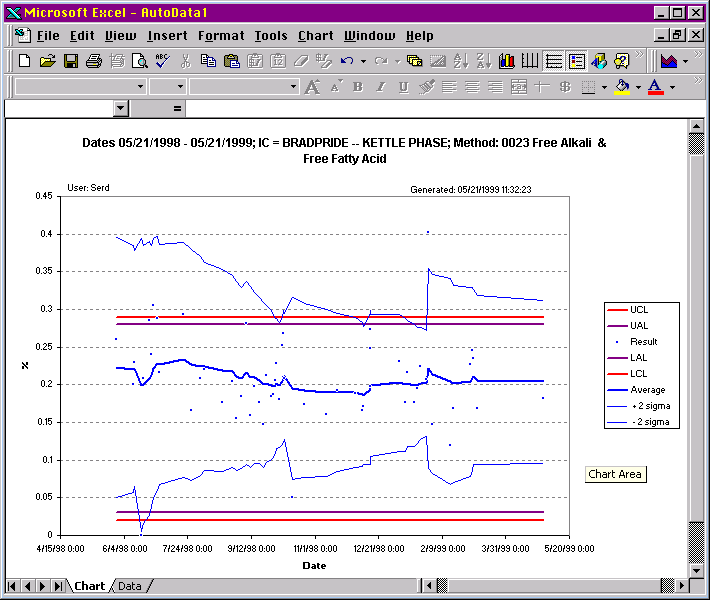 Microsoft Excel - AutoData1
File Edit View Insert Format Tools Chart Window Help
ABC
A A B I U $ A
=
Dates 05/21/1998 - 05/21/1999; IC = BRADPRIDE -- KETTLE PHASE; Method: 0023 Free Alkali &
Free Fatty Acid
User: Serd
Generated: 05/21/1999 11:32:23
0.45
0.4
0.35
0.3
0.25
0.2
0.15
0.1
0.05
0
%
4/15/98 0:00 6/4/98 0:00 7/24/98 0:00 9/12/98 0:00 11/1/98 0:00 12/21/98 0:00 2/9/99 0:00 3/31/99 0:00 5/20/99 0:00
Date
UCL
UAL
Result
LAL
LCL
Average
+ 2 sigma
- 2 sigma
Chart Area
Chart Data